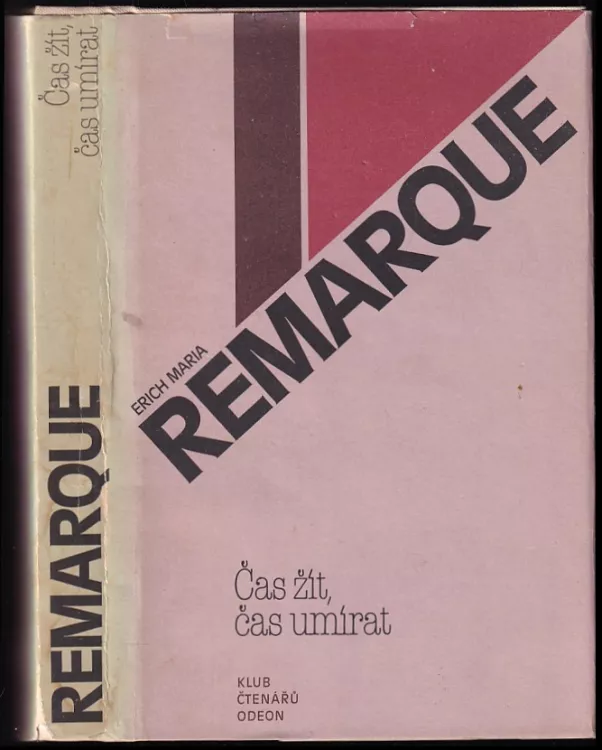 Čas žít,
čas umírat
REMARQUE
ERICH MARIA
REMARQUE
Čas žít,
čas umírat
KLUB
ČTENÁŘŮ
ODEON